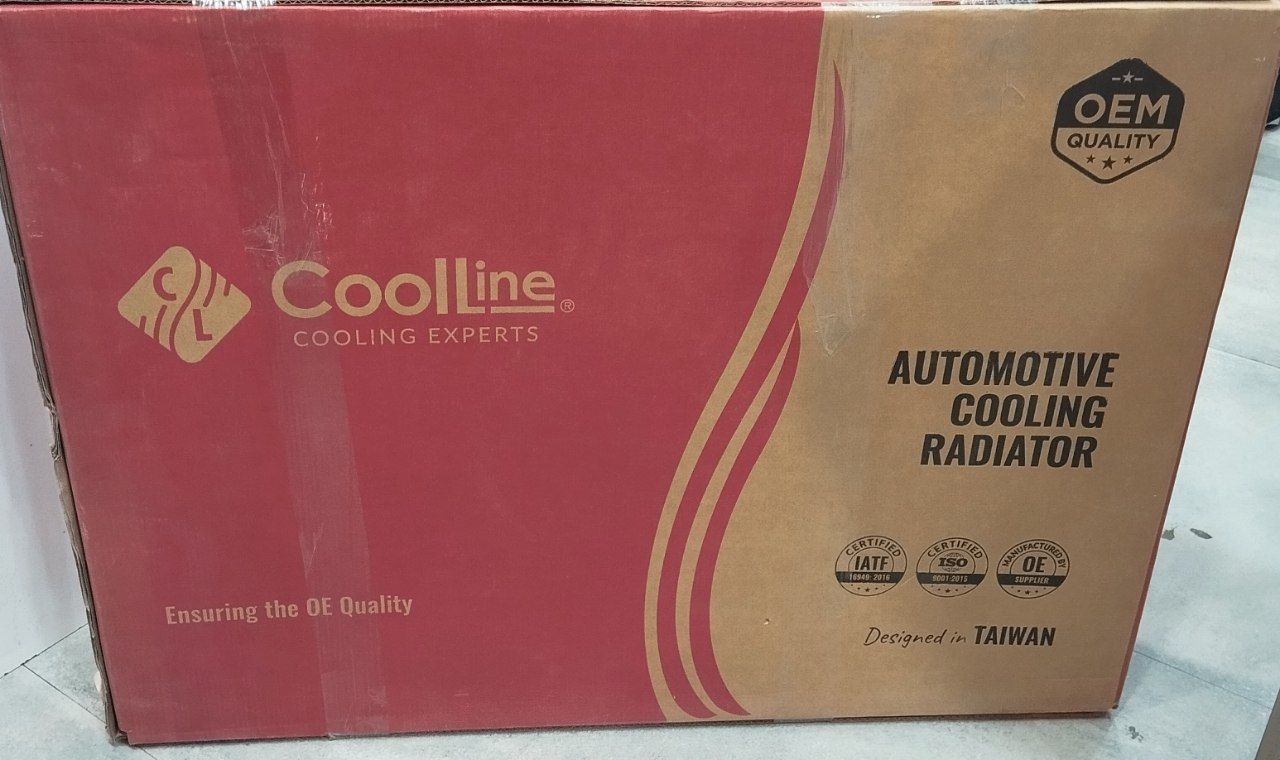 OEM
QUALITY
CL
CoolLine®
COOLING EXPERTS
AUTOMOTIVE
COOLING
RADIATOR
CERTIFIED
IATF
16949: 2016
CERTIFIED
ISO
9001:2015
MANUFACTURED BY
OE
SUPPLIER
Ensuring the OE Quality
Designed in TAIWAN